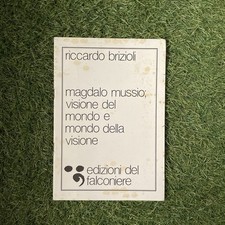 riccardo brizioli
magdalo mussio;
visione del
mondo e
mondo della
visione
edizioni del
falconiere